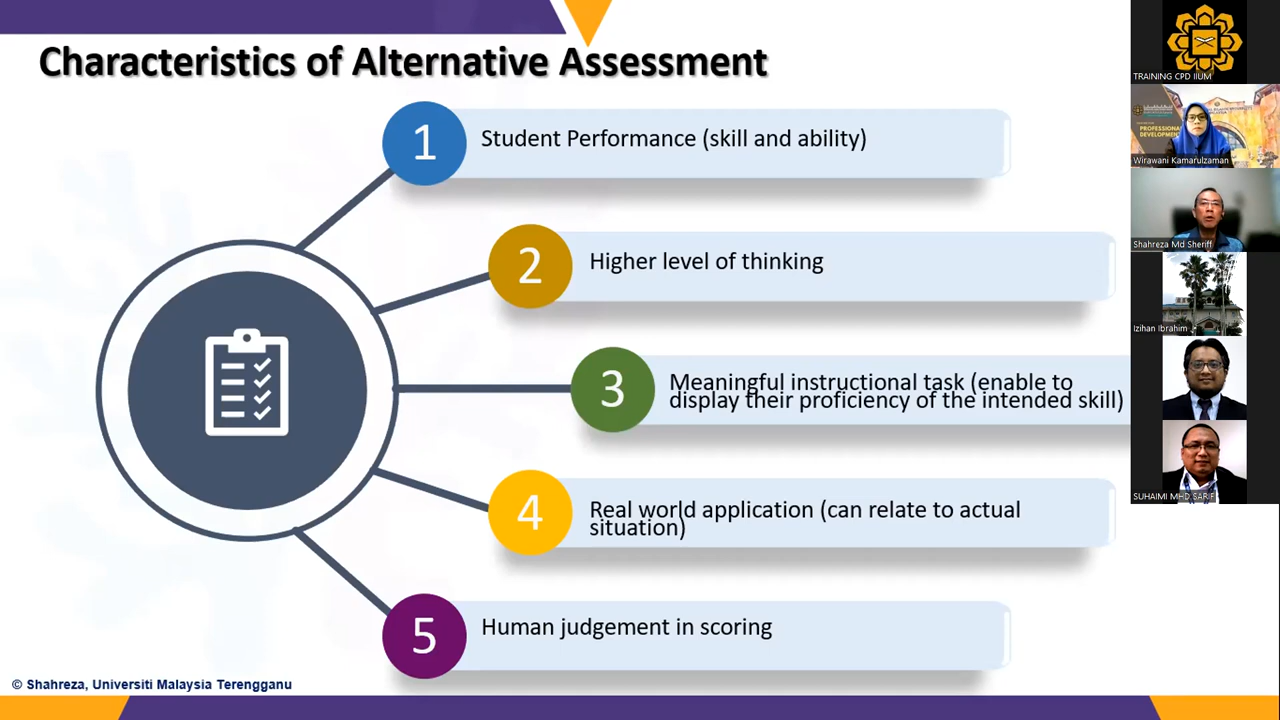 Characteristics of Alternative Assessment
1
Student Performance (skill and ability)
2
Higher level of thinking
3
Meaningful instructional task (enable to
display their proficiency of the intended skill)
4
Real world application (can relate to actual
situation)
5
Human judgement in scoring
© Shahreza, Universiti Malaysia Terengganu
TRAINING CPD IIUM
PROFESSIONAL
DEVELOPMENT
Wirawani Kamarulzaman
Shahreza Md Sheriff
Izihan Ibrahim
SUHAIMI MHD SARIF